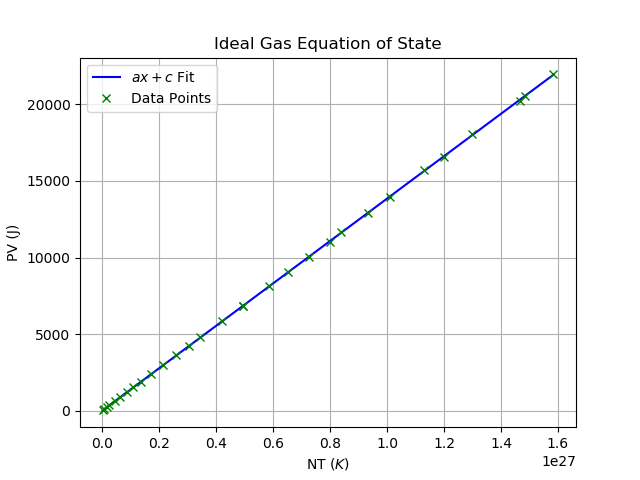 Ideal Gas Equation of State
ax + c Fit
Data Points
20000
15000
10000
5000
0
PV (J)
0.0 0.2 0.4 0.6 0.8 1.0 1.2 1.4 1.6
1e27
NT (K)